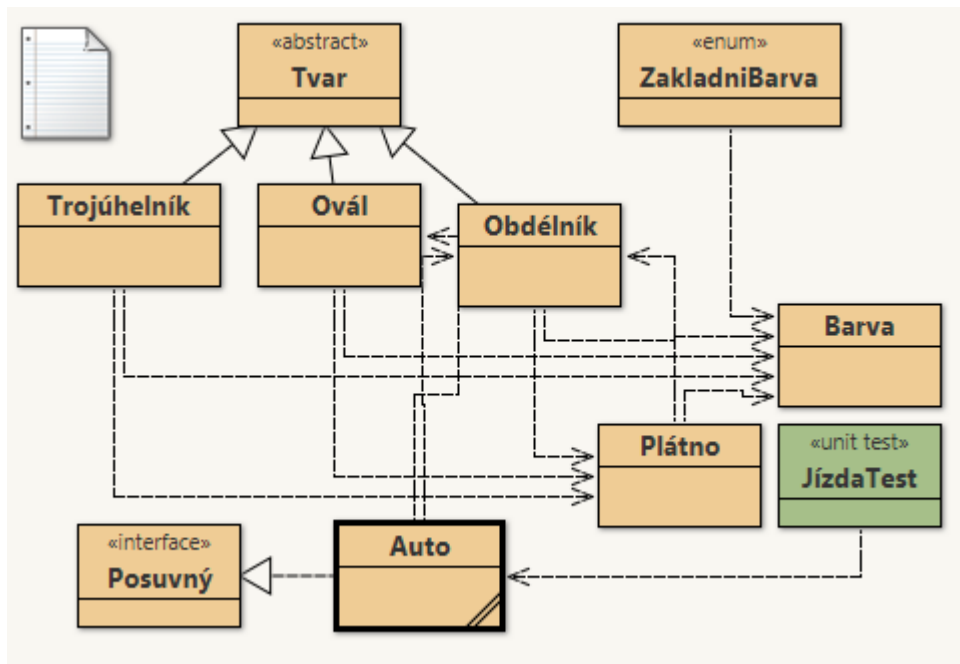 «abstract»
Tvar
«enum»
ZakladniBarva
Trojúhelník
Ovál
Obdélník
Barva
Plátno
«unit test»
JízdaTest
«interface»
Posuvný
Auto